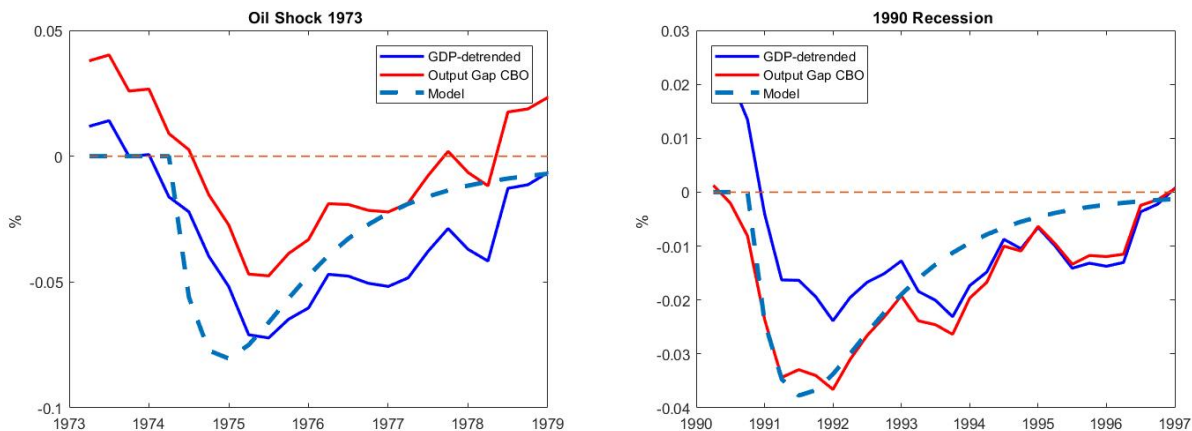 Oil Shock 1973
0.05
0
-0.05
-0.1
%
GDP-detrended
Output Gap CBO
Model
1973 1974 1975 1976 1977 1978 1979
1990 Recession
0.03
0.02
0.01
0
-0.01
-0.02
-0.03
-0.04
%
GDP-detrended
Output Gap CBO
Model
1990 1991 1992 1993 1994 1995 1996 1997